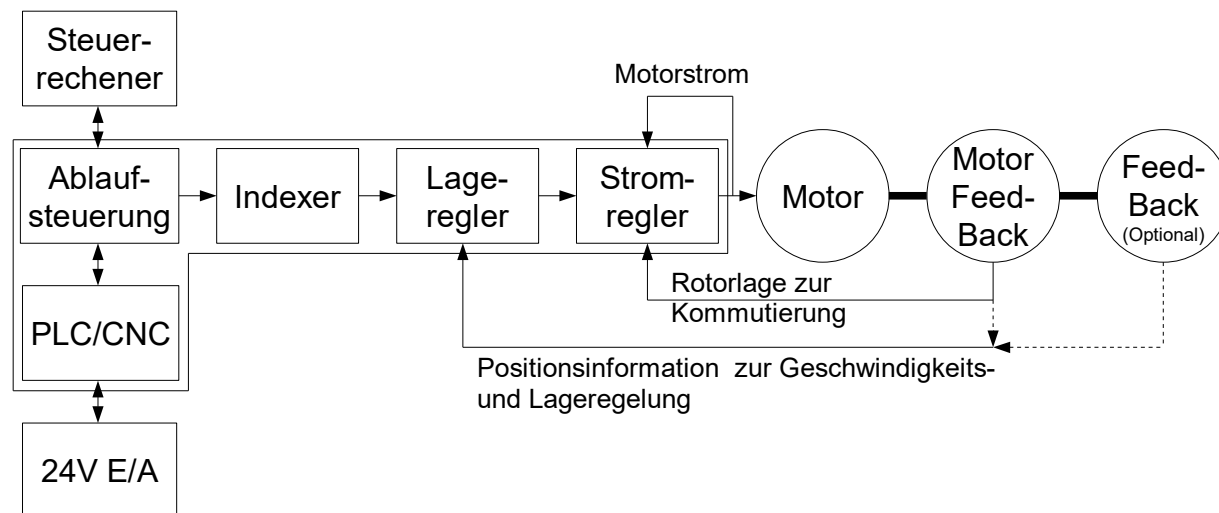 Steuer-
rechener
Motorstrom
Ablauf-
steuerung
Indexer
Lage-
regler
Strom-
regler
Motor
Motor
Feed-
Back
Feed-
Back
(Optional)
Rotorlage zur
Kommutierung
PLC/CNC
Positionsinformation zur Geschwindigkeits-
und Lageregelung
24V E/A